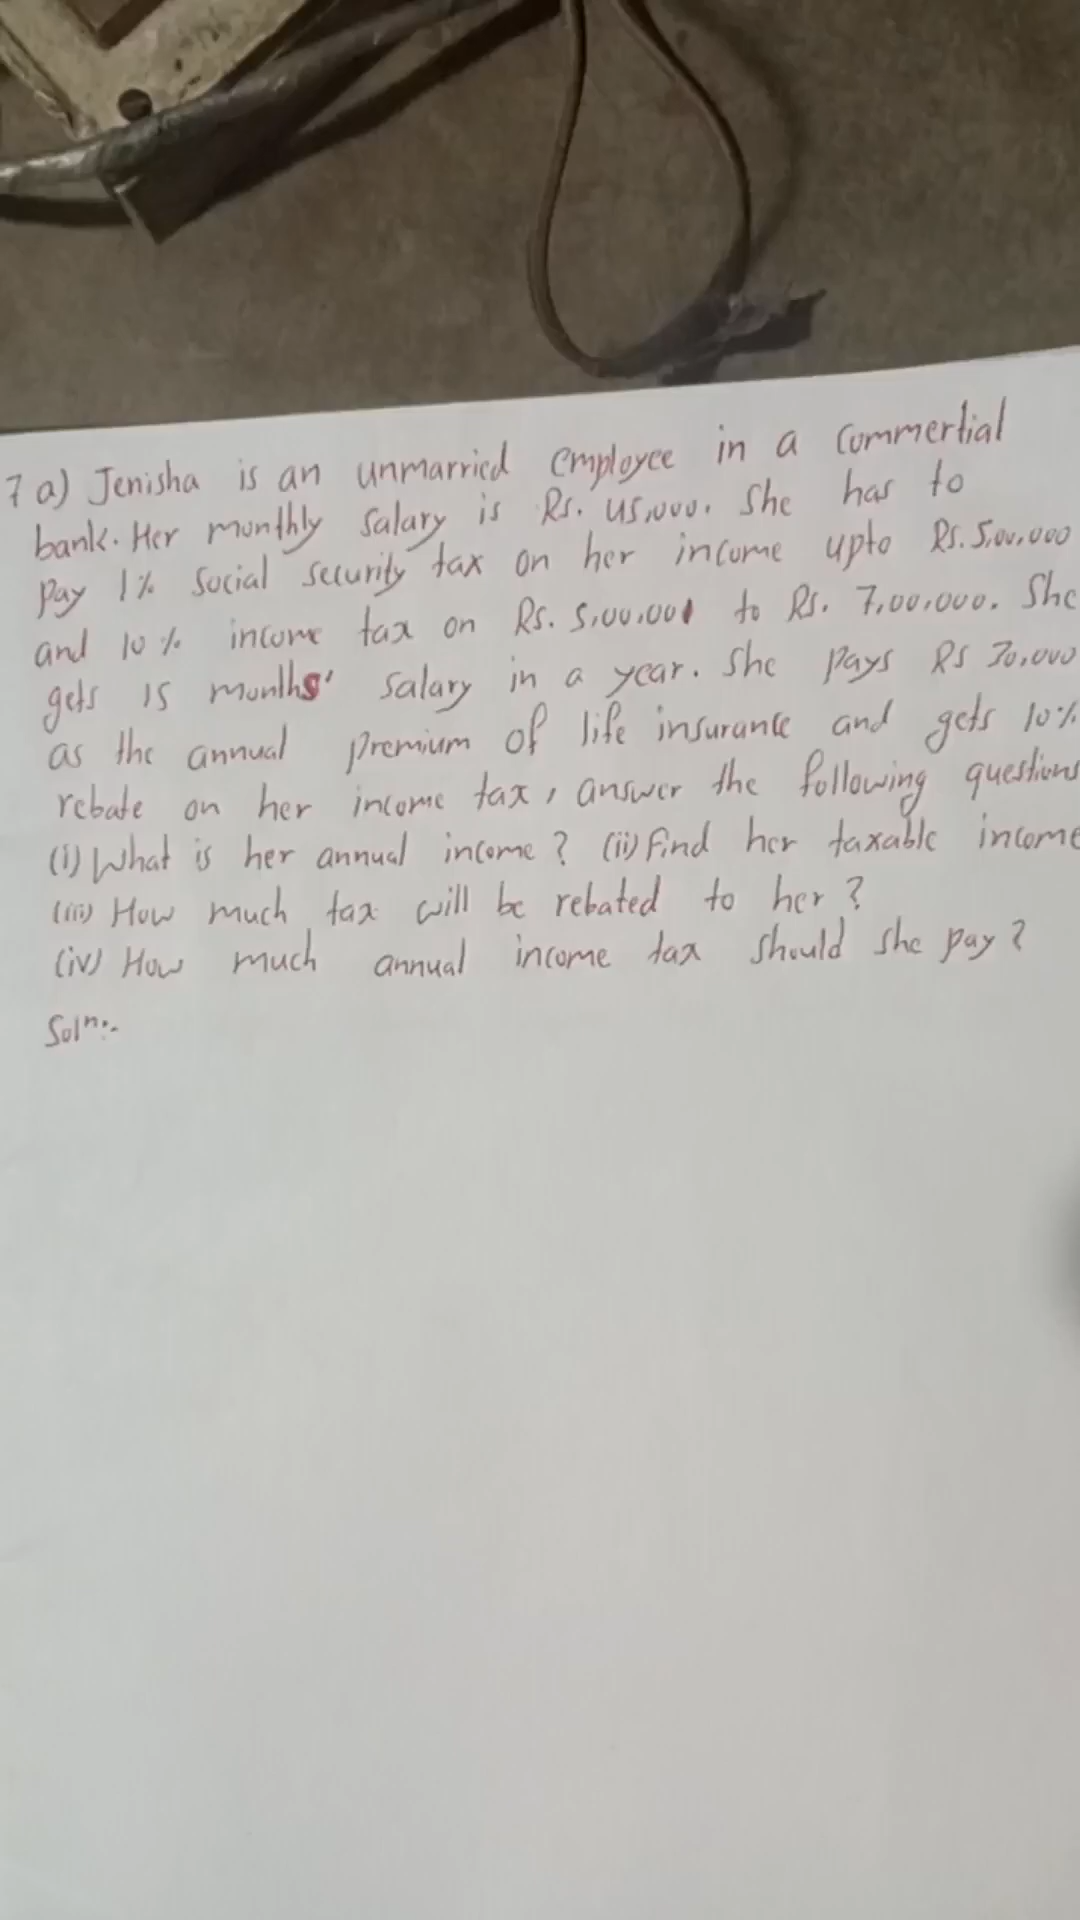 7 a) Jenisha is an unmarried employee in a commertial
bank. Her monthly salary is Rs. 45,000. She has to
pay 1% social security tax on her income upto Rs. 5,00,000
and 10% income tax on Rs. 5,00,001 to Rs. 7,00,000. She
gets 15 months' salary in a year. She pays RS 30,000
as the annual premium of life insurance and gets 10%
rebate on her income tax, answer the following questions
(i) What is her annual income? (ii) find her taxable income
(iii) How much tax will be rebated to her?
(iv) How much annual income tax should she pay?
Solⁿ:-